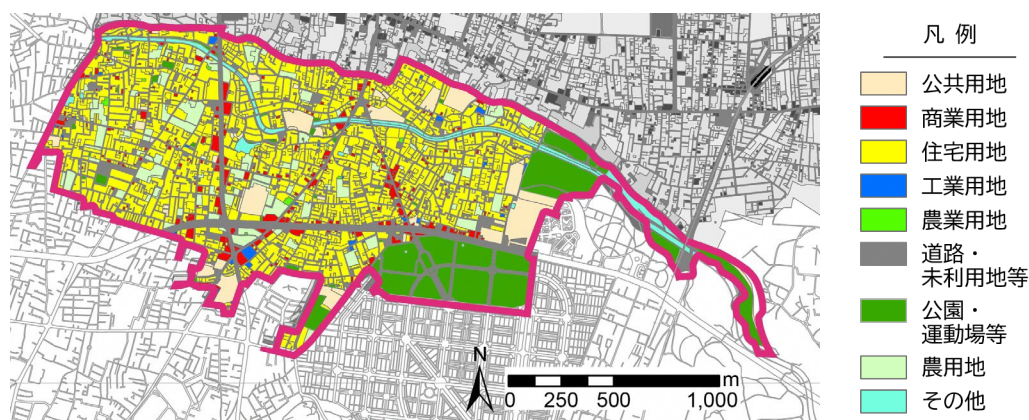 凡 例
公共用地
商業用地
住宅用地
工業用地
農業用地
道路・
未利用地等
公園・
運動場等
農用地
その他
N
m
0 250 500 1,000